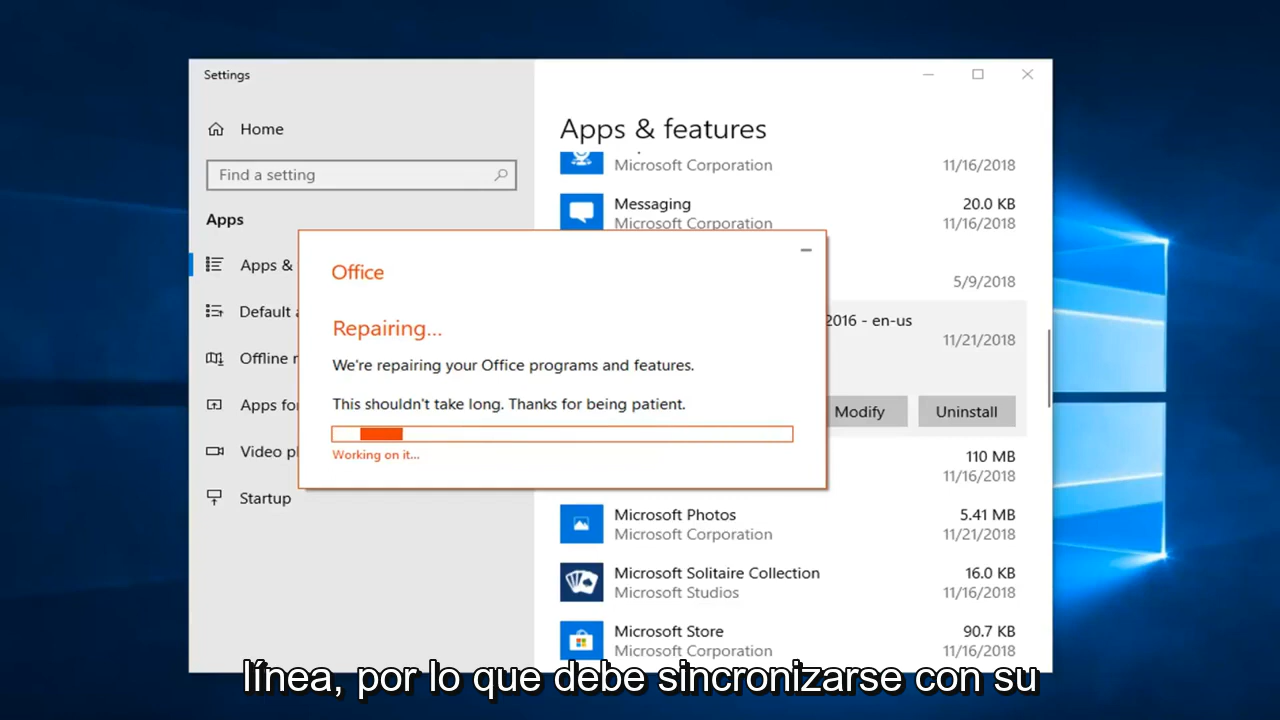 Settings
Home
Find a setting
Apps
Apps &
Default a
Offline r
Apps fo
Video pl
Startup
Apps & features
Microsoft Corporation
11/16/2018
Messaging
20.0 KB
Microsoft Corporation
11/16/2018
5/9/2018
2016 - en-us
11/21/2018
Modify
Uninstall
Office
Repairing...
We're repairing your Office programs and features.
This shouldn't take long. Thanks for being patient.
Working on it...
110 MB
11/16/2018
Microsoft Photos
5.41 MB
Microsoft Corporation
11/21/2018
Microsoft Solitaire Collection
16.0 KB
Microsoft Studios
11/16/2018
Microsoft Store
90.7 KB
Microsoft Corporation
11/16/2018
línea, por lo que debe sincronizarse con su